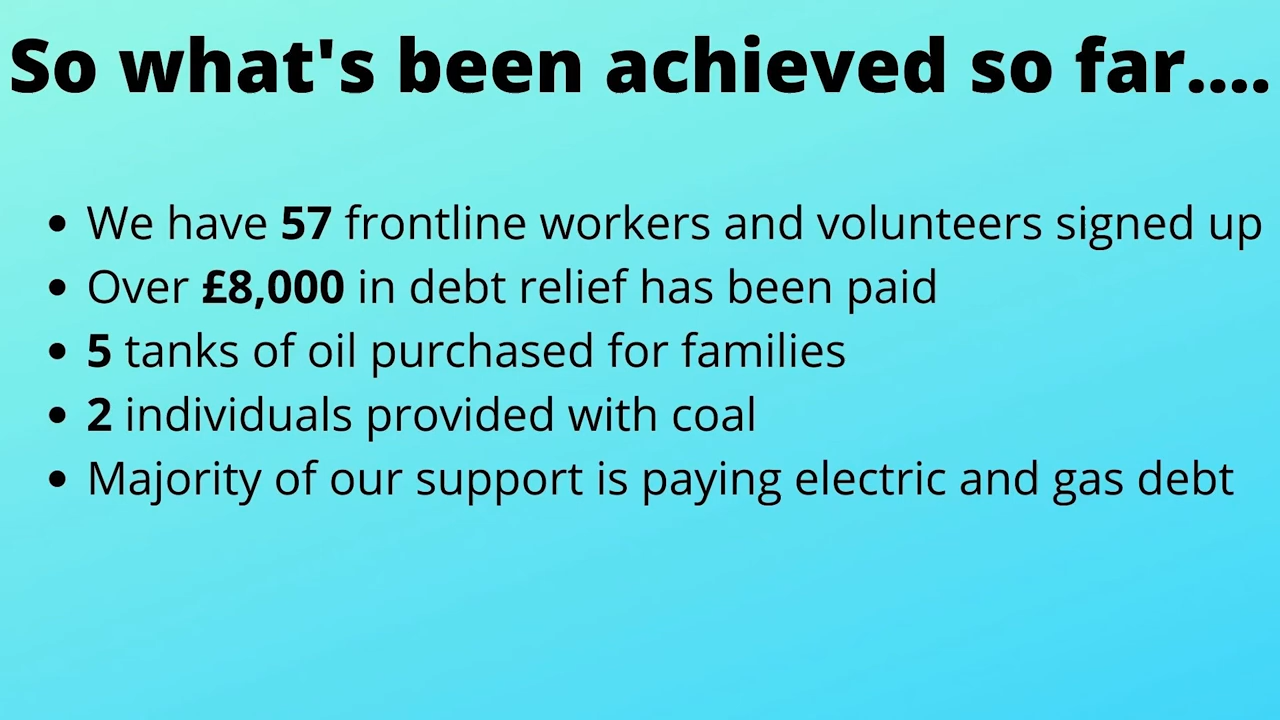 So what's been achieved so far....
• We have 57 frontline workers and volunteers signed up
• Over £8,000 in debt relief has been paid
• 5 tanks of oil purchased for families
• 2 individuals provided with coal
• Majority of our support is paying electric and gas debt